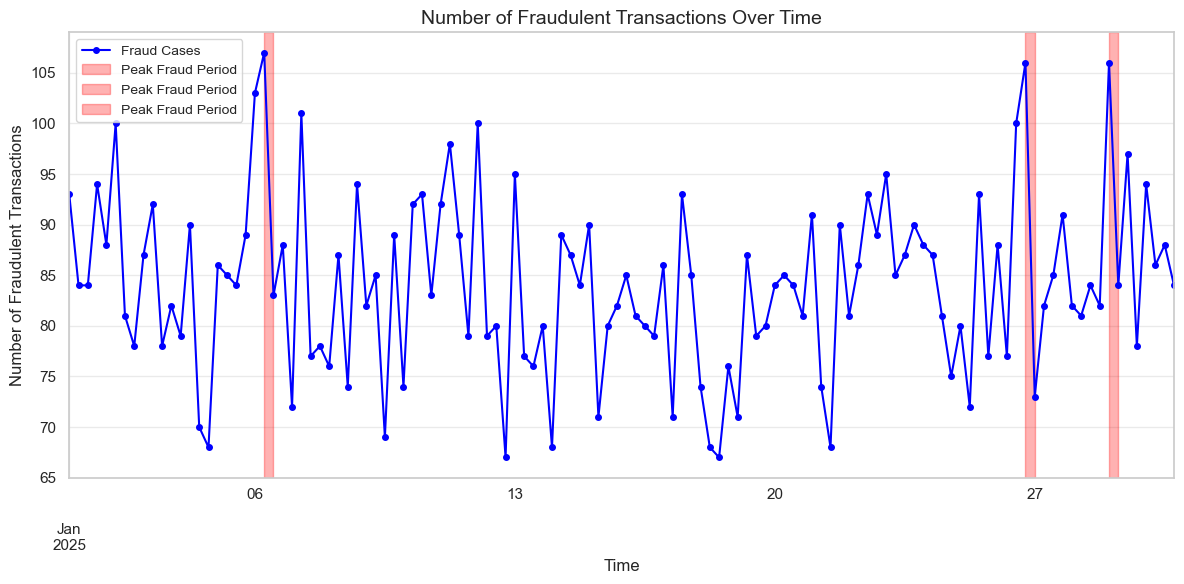 Number of Fraudulent Transactions Over Time
Fraud Cases
Peak Fraud Period
Peak Fraud Period
Peak Fraud Period
Number of Fraudulent Transactions
105
100
95
90
85
80
75
70
65
06
13
20
27
Jan
2025
Time